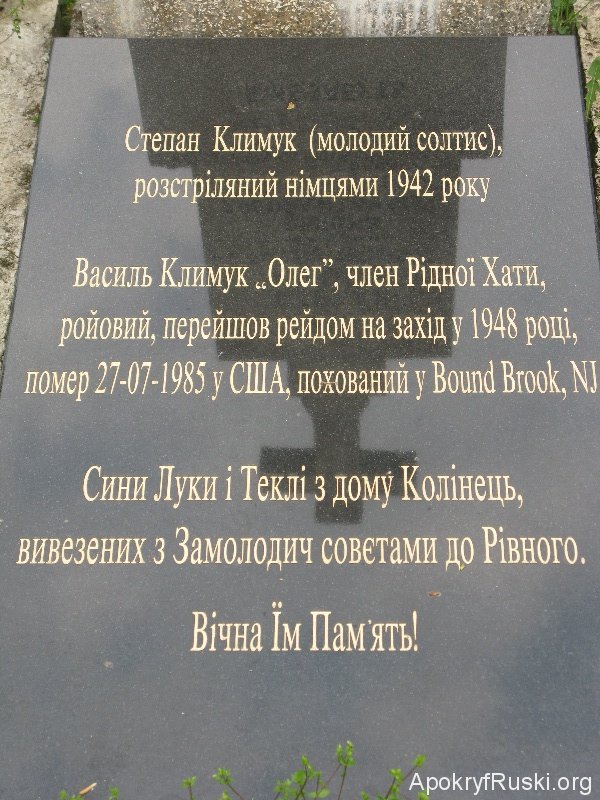 Степан Климук (молодий солтис),
розстріляний німцями 1942 року
Василь Климук „Олег”, член Рідної Хати,
ройовий, перейшов рейдом на захід у 1948 році,
помер 27-07-1985 у США, похований у Bound Brook, NJ
Сини Луки і Теклі з дому Колінець,
вивезених з Замолодич совєтами до Рівного.
Вічна Їм Пам'ять!
ApokryfRuski.org